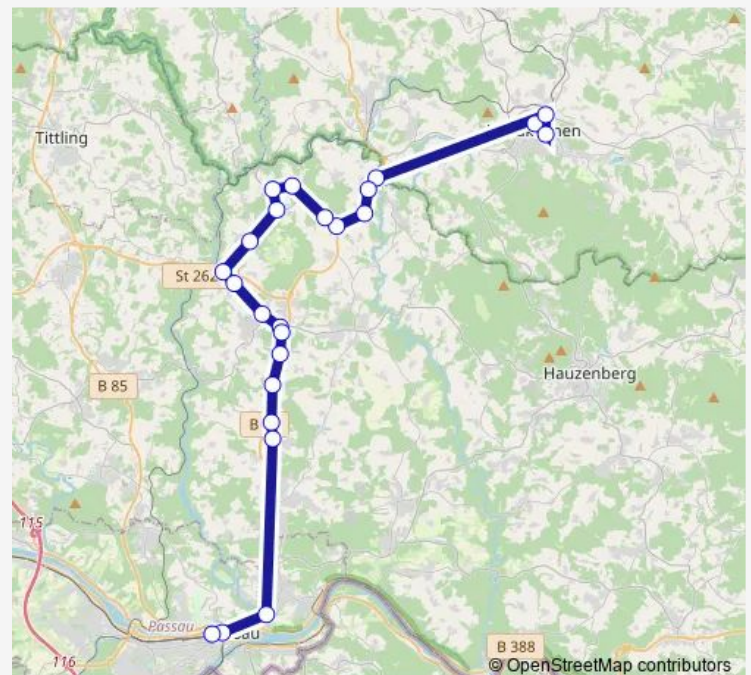 Tittling
St 262
B 85
Hauzenberg
B
115
Passau
116
B 388
© OpenStreetMap contributors